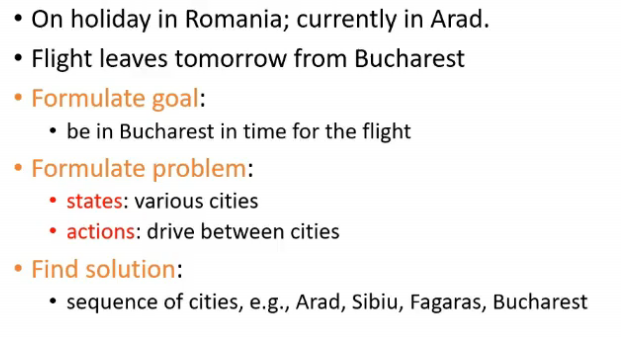 • On holiday in Romania; currently in Arad.
• Flight leaves tomorrow from Bucharest
• Formulate goal:
• be in Bucharest in time for the flight
• Formulate problem:
• states: various cities
• actions: drive between cities
• Find solution:
• sequence of cities, e.g., Arad, Sibiu, Fagaras, Bucharest